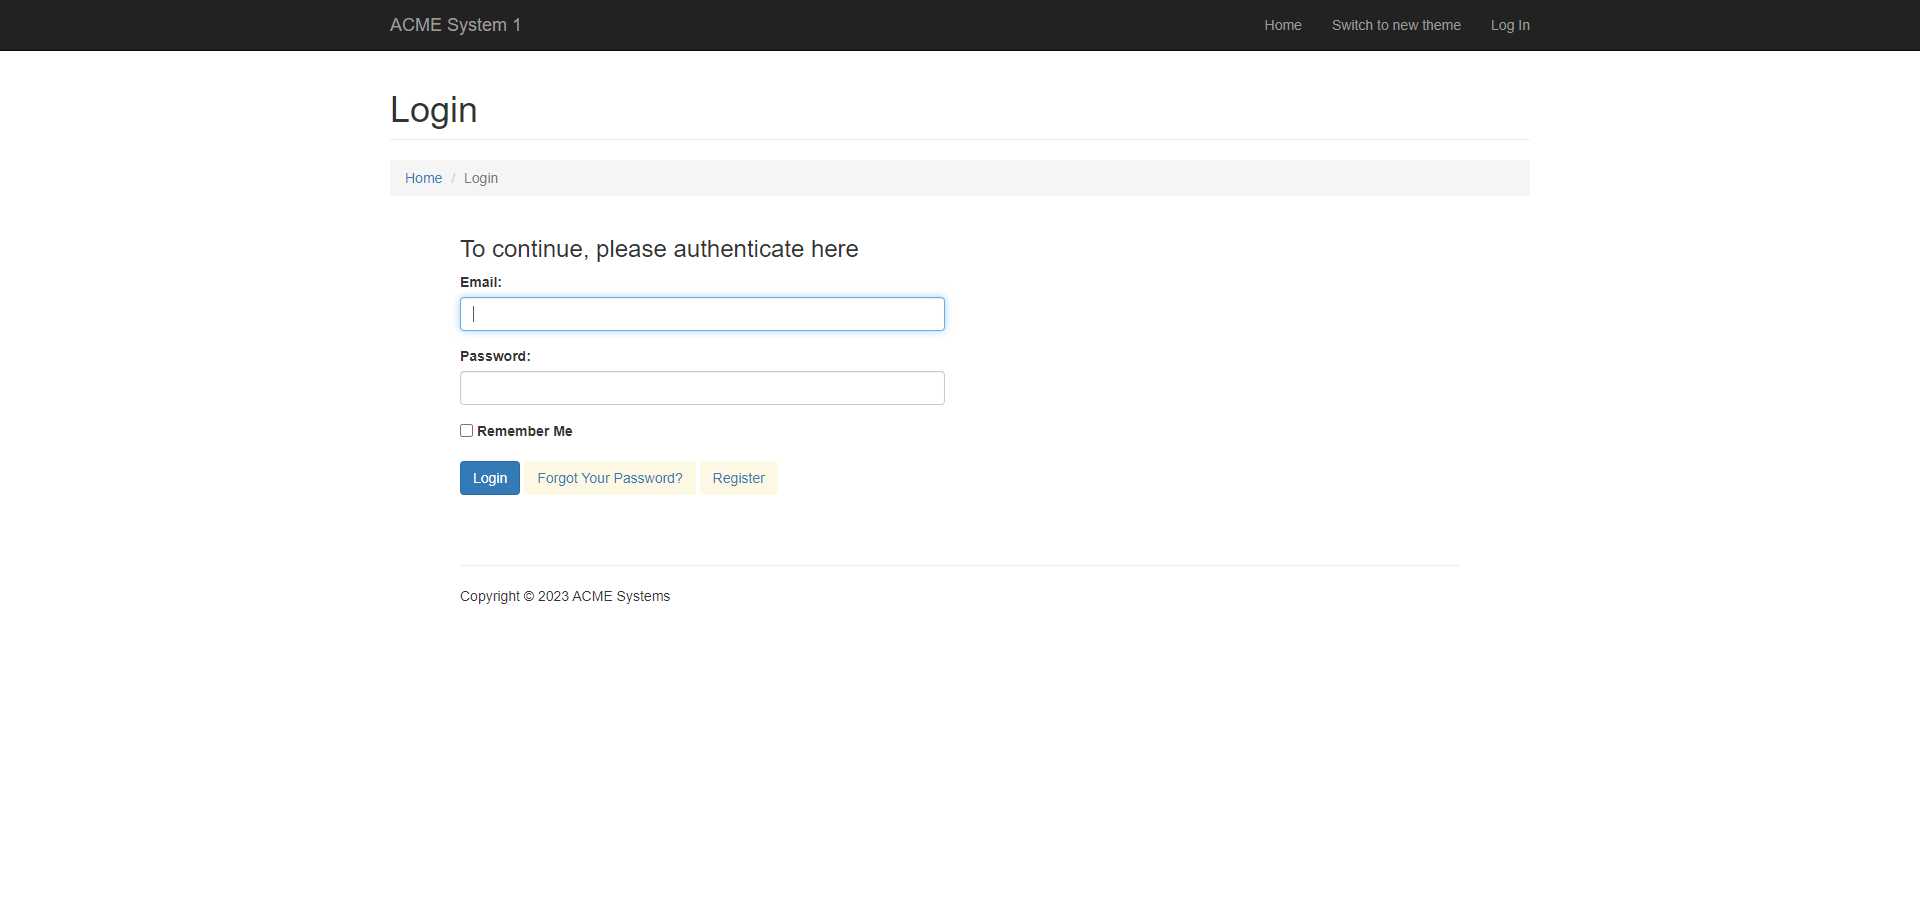 ACME System 1
Home
Switch to new theme
Log In
Login
Home / Login
To continue, please authenticate here
Email:
Password:
Remember Me
Login
Forgot Your Password?
Register
Copyright © 2023 ACME Systems